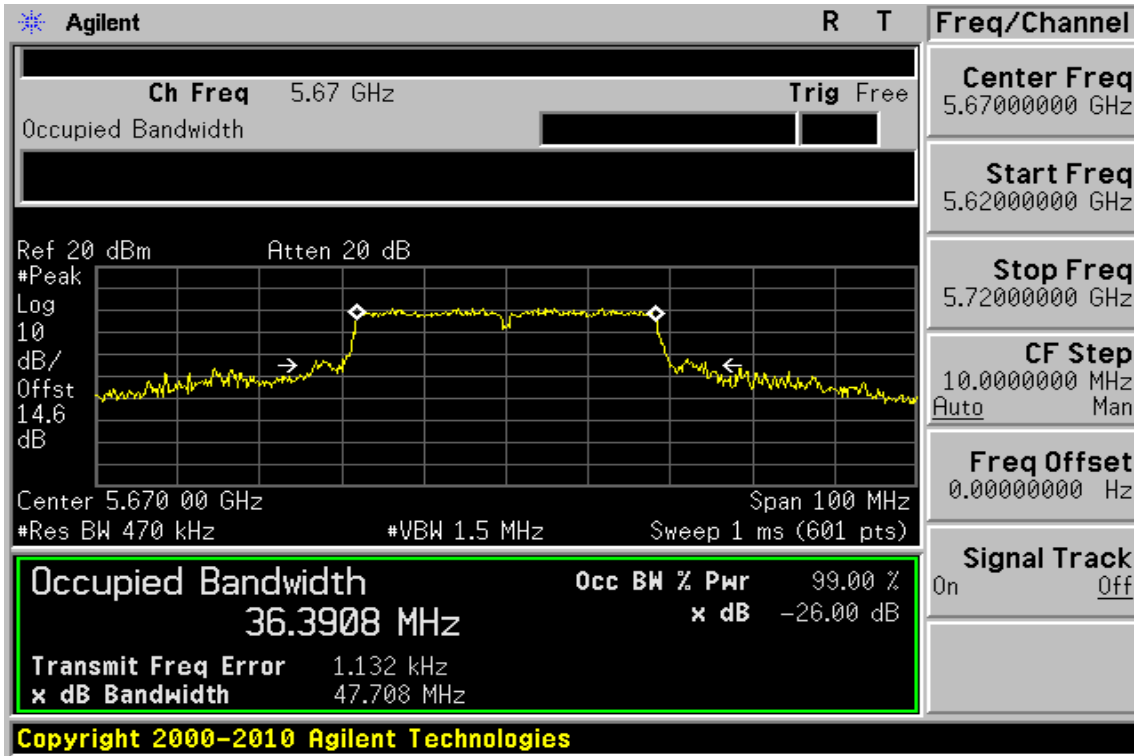 Agilent R T
Ch Freq 5.67 GHz Trig Free
Occupied Bandwidth
Ref 20 dBm Atten 20 dB
#Peak
Log
10
dB/
Offst
14.6
dB
Center 5.670 00 GHz Span 100 MHz
#Res BW 470 kHz #VBW 1.5 MHz Sweep 1 ms (601 pts)
Occupied Bandwidth Occ BW % Pwr 99.00 %
36.3908 MHz x dB -26.00 dB
Transmit Freq Error 1.132 kHz
x dB Bandwidth 47.708 MHz
Copyright 2000-2010 Agilent Technologies
Freq/Channel
Center Freq
5.67000000 GHz
Start Freq
5.62000000 GHz
Stop Freq
5.72000000 GHz
CF Step
10.0000000 MHz
Auto Man
Freq Offset
0.00000000 Hz
Signal Track
On Off